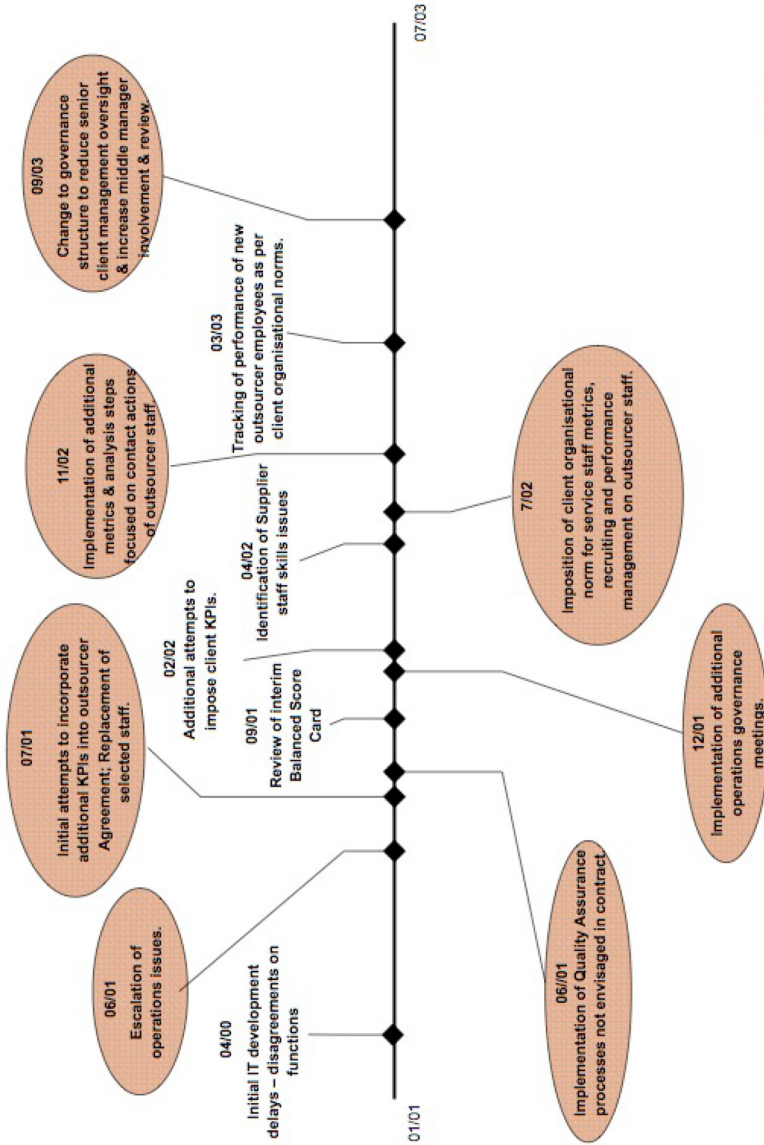 01/01
04/00
Initial IT development
delays – disagreements on
functions
06/01
Escalation of
operations issues.
06//01
Implementation of Quality Assurance
processes not envisaged in contract.
07/01
Initial attempts to incorporate
additional KPIs into outsourcer
Agreement; Replacement of
selected staff.
09/01
Review of interim
Balanced Score
Card
12/01
Implementation of additional
operations governance
meetings.
02/02
Additional attempts to
impose client KPIs.
04/02
Identification of Supplier
staff skills issues
7/02
Imposition of client organisational
norm for service staff metrics,
recruiting and performance
management on outsourcer staff.
11/02
Implementation of additional
metrics & analysis steps
focused on contact actions
of outsourcer staff.
03/03
Tracking of performance of new
outsourcer employees as per
client organisational norms.
09/03
Change to governance
structure to reduce senior
client management oversight
& increase middle manager
involvement & review.
07/03